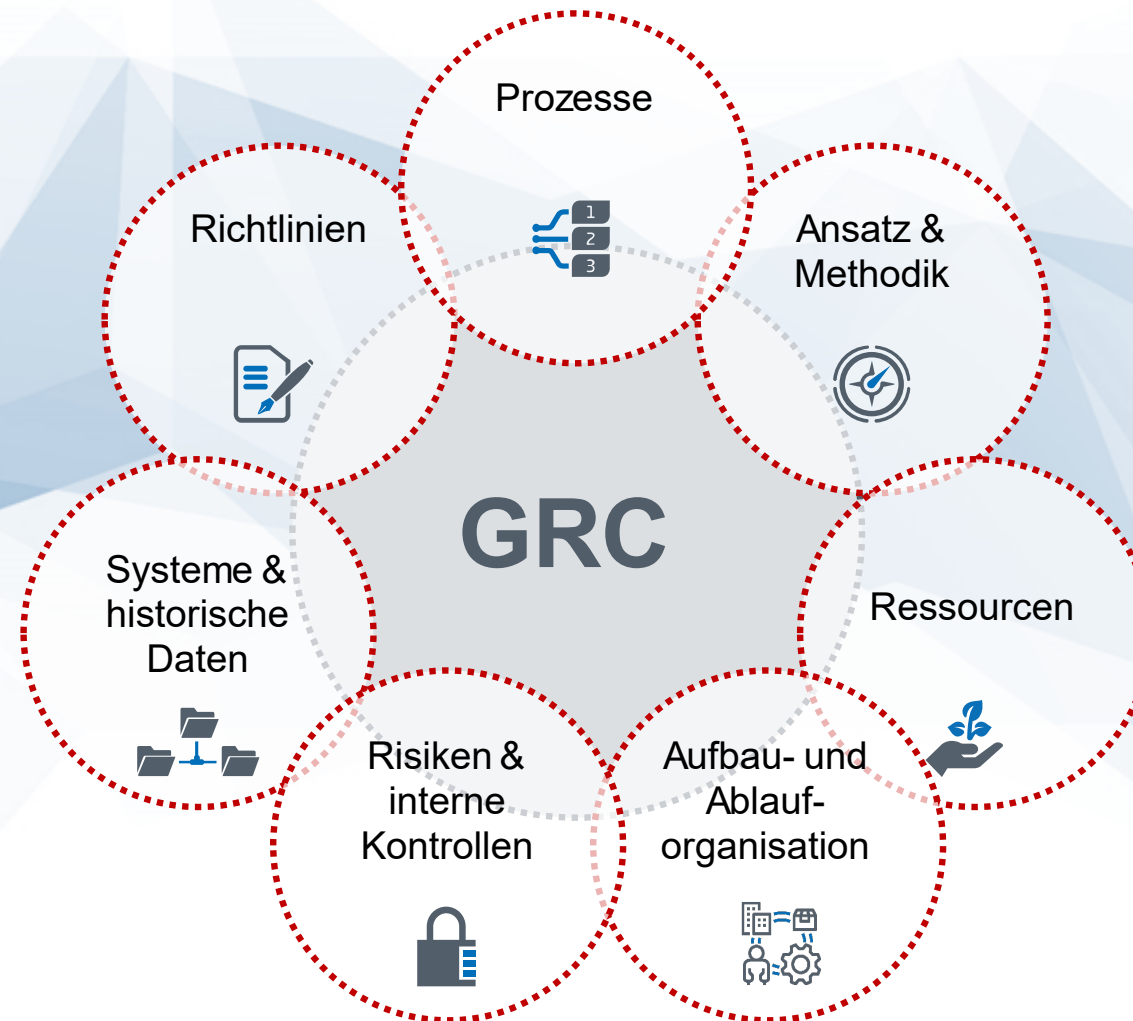 Prozesse
1
2
3
Richtlinien
Ansatz &
Methodik
GRC
Systeme &
historische
Daten
Ressourcen
Risiken &
interne
Kontrollen
Aufbau- und
Ablauf-
organisation